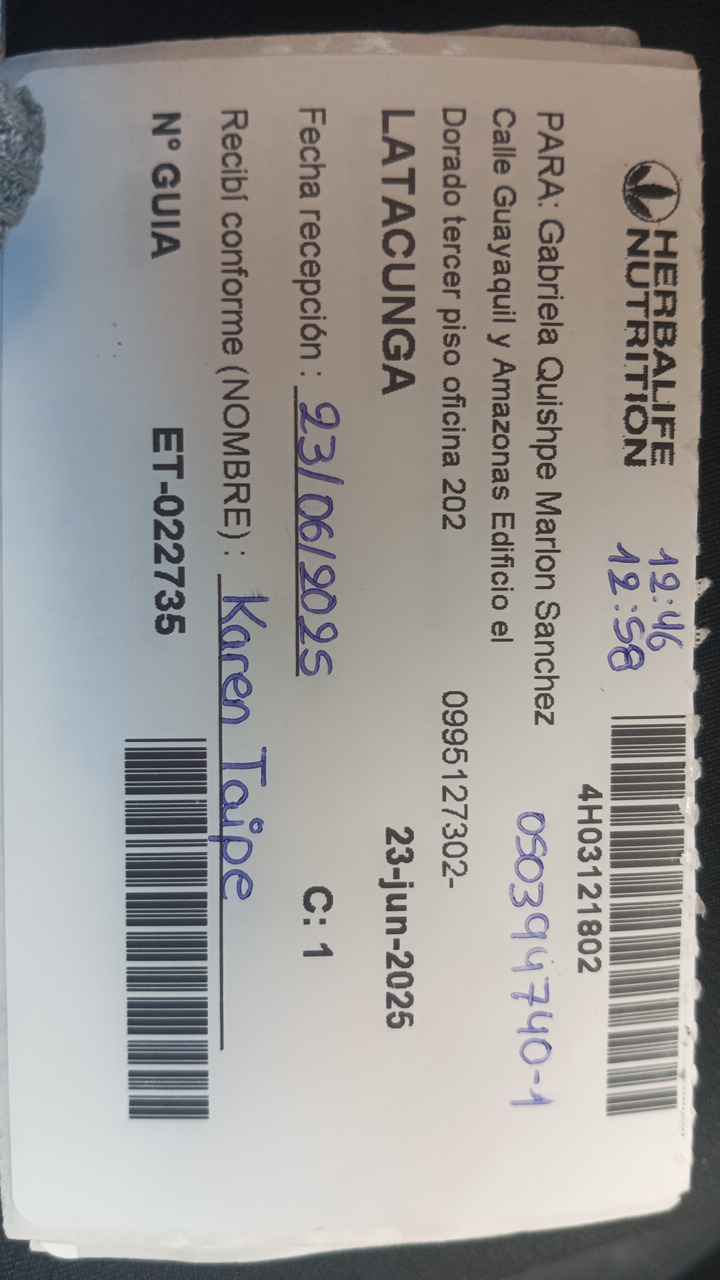 HERBALIFE
NUTRITION
12:46
12:58
4H03121802
PARA: Gabriela Quishpe Marlon Sanchez
050394740-1
Calle Guayaquil y Amazonas Edificio el
Dorado tercer piso oficina 202 0995127302-
LATACUNGA 23-jun-2025
Fecha recepción : 23/06/2025 C: 1
Recibí conforme (NOMBRE) : Karen Taipe
N° GUIA ET-022735